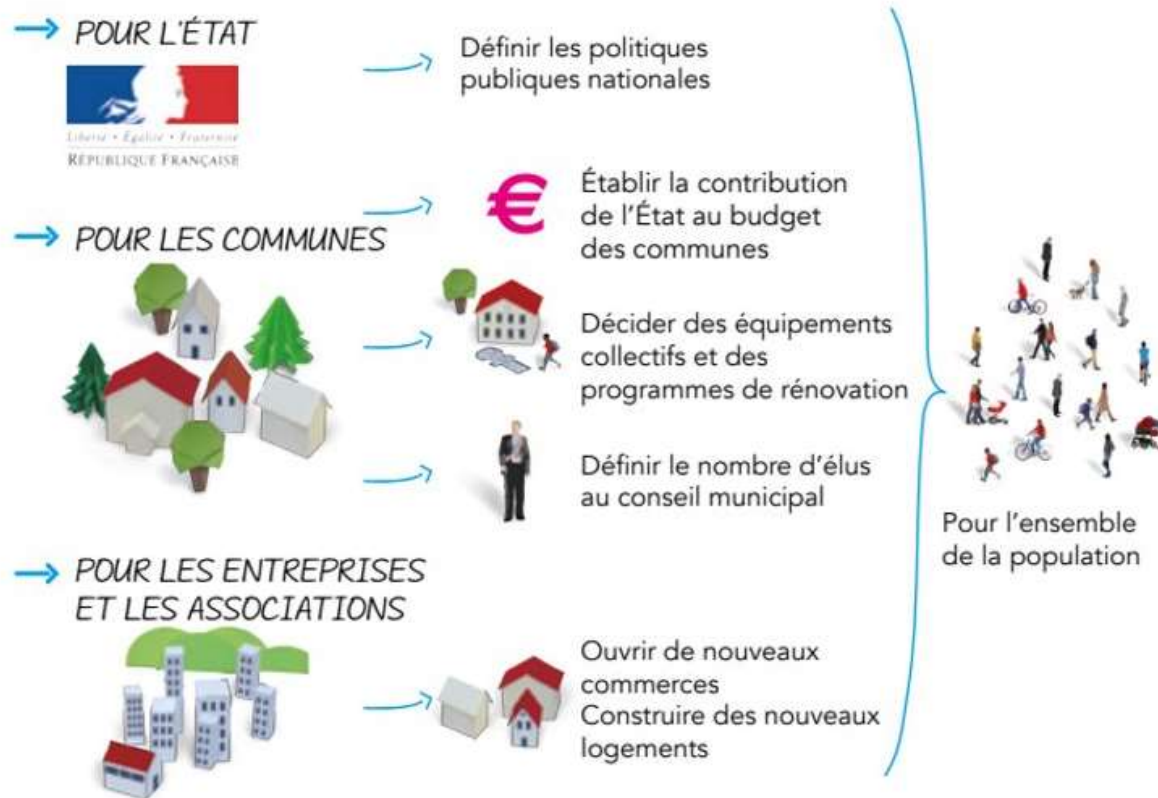 → POUR L'ÉTAT
Liberté • Égalité • Fraternité
RÉPUBLIQUE FRANÇAISE
Définir les politiques
publiques nationales
→ POUR LES COMMUNES
€
Établir la contribution
de l'État au budget
des communes
Décider des équipements
collectifs et des
programmes de rénovation
Définir le nombre d'élus
au conseil municipal
→ POUR LES ENTREPRISES
ET LES ASSOCIATIONS
Ouvrir de nouveaux
commerces
Construire des nouveaux
logements
Pour l'ensemble
de la population